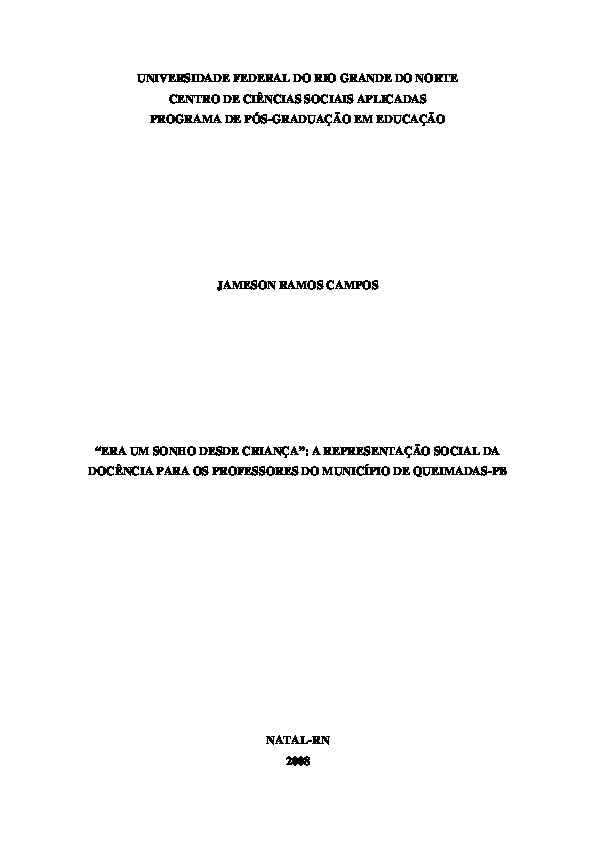 UNIVERSIDADE FEDERAL DO RIO GRANDE DO NORTE
CENTRO DE CIÊNCIAS SOCIAIS APLICADAS
PROGRAMA DE PÓS-GRADUAÇÃO EM EDUCAÇÃO
JAMESON RAMOS CAMPOS
“ERA UM SONHO DESDE CRIANÇA”: A REPRESENTAÇÃO SOCIAL DA
DOCÊNCIA PARA OS PROFESSORES DO MUNICÍPIO DE QUEIMADAS-PB
NATAL-RN
2008